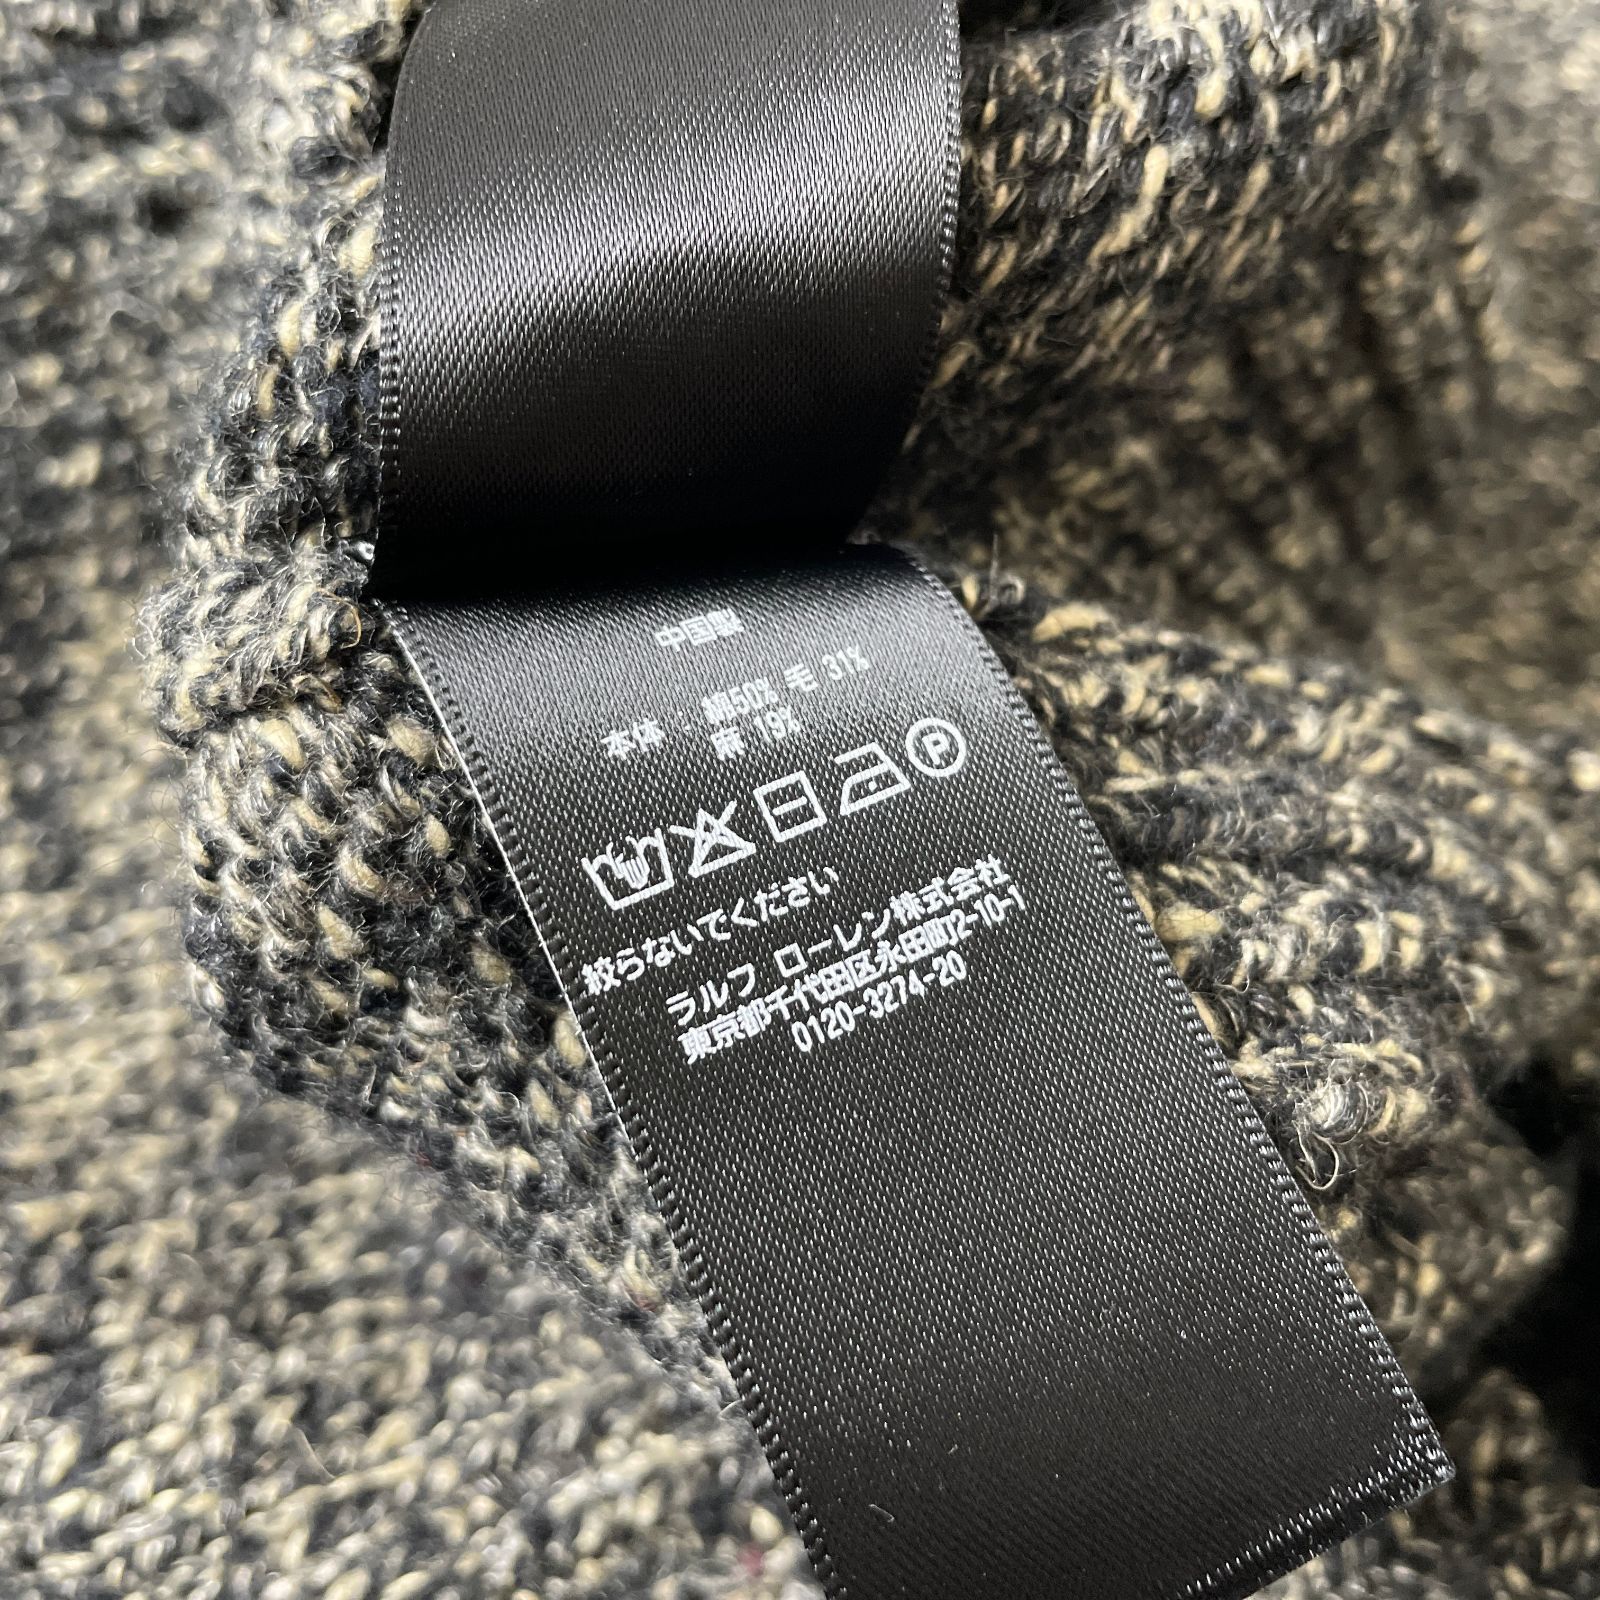 中国製
本体 : 綿50% 毛 31%
麻 19%
P
絞らないでください
ラルフ ローレン株式会社
東京都千代田区永田町2-10-1
0120-3274-20